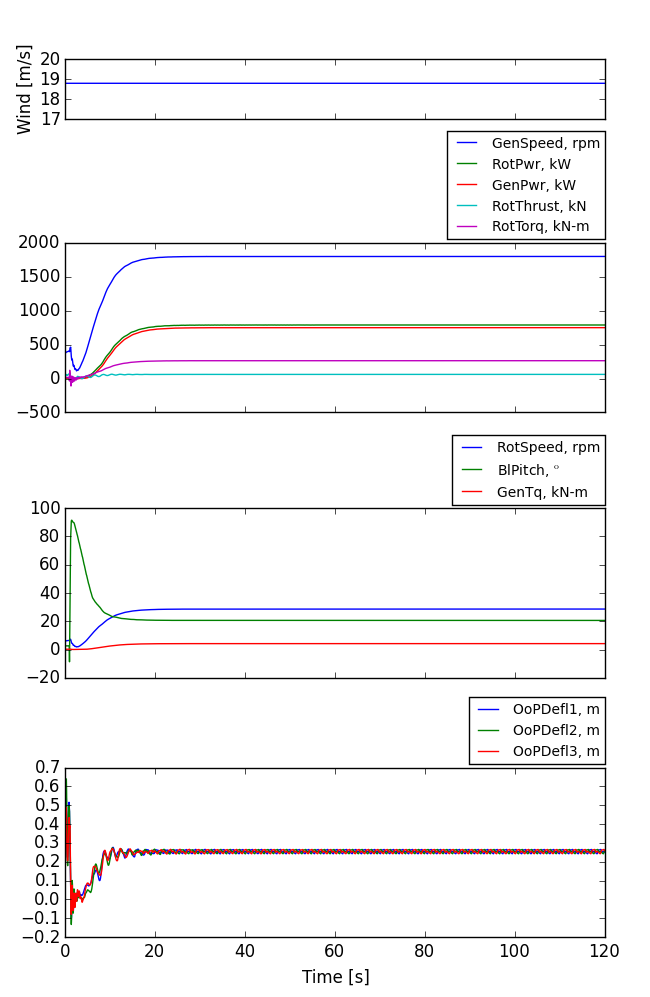 Wind [m/s]
20
19
18
17
GenSpeed, rpm
RotPwr, kW
GenPwr, kW
RotThrust, kN
RotTorq, kN-m
2000
1500
1000
500
0
−500
RotSpeed, rpm
BlPitch, °
GenTq, kN-m
100
80
60
40
20
0
−20
OoPDefl1, m
OoPDefl2, m
OoPDefl3, m
0.7
0.6
0.5
0.4
0.3
0.2
0.1
0.0
−0.1
−0.2
0 20 40 60 80 100 120
Time [s]